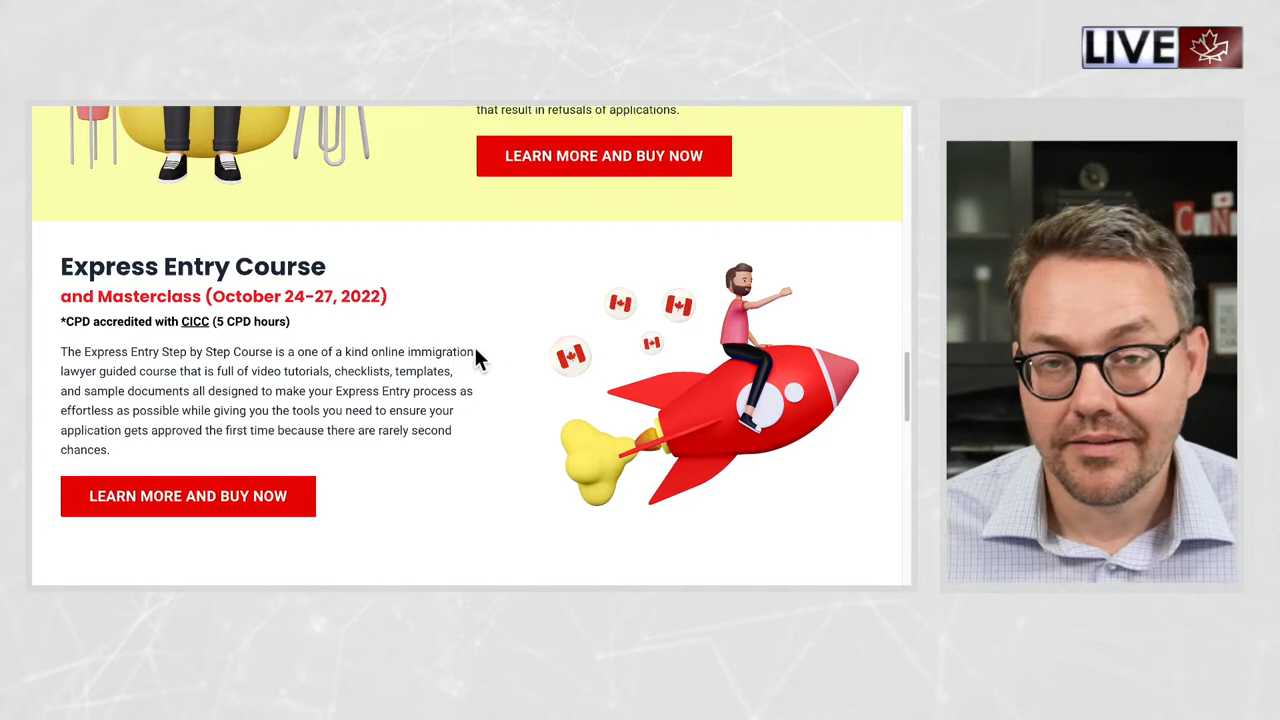 LIVE
that result in refusals of applications.
LEARN MORE AND BUY NOW
Express Entry Course
and Masterclass (October 24-27, 2022)
*CPD accredited with CICC (5 CPD hours)
The Express Entry Step by Step Course is a one of a kind online immigration
lawyer guided course that is full of video tutorials, checklists, templates,
and sample documents all designed to make your Express Entry process as
effortless as possible while giving you the tools you need to ensure your
application gets approved the first time because there are rarely second
chances.
LEARN MORE AND BUY NOW